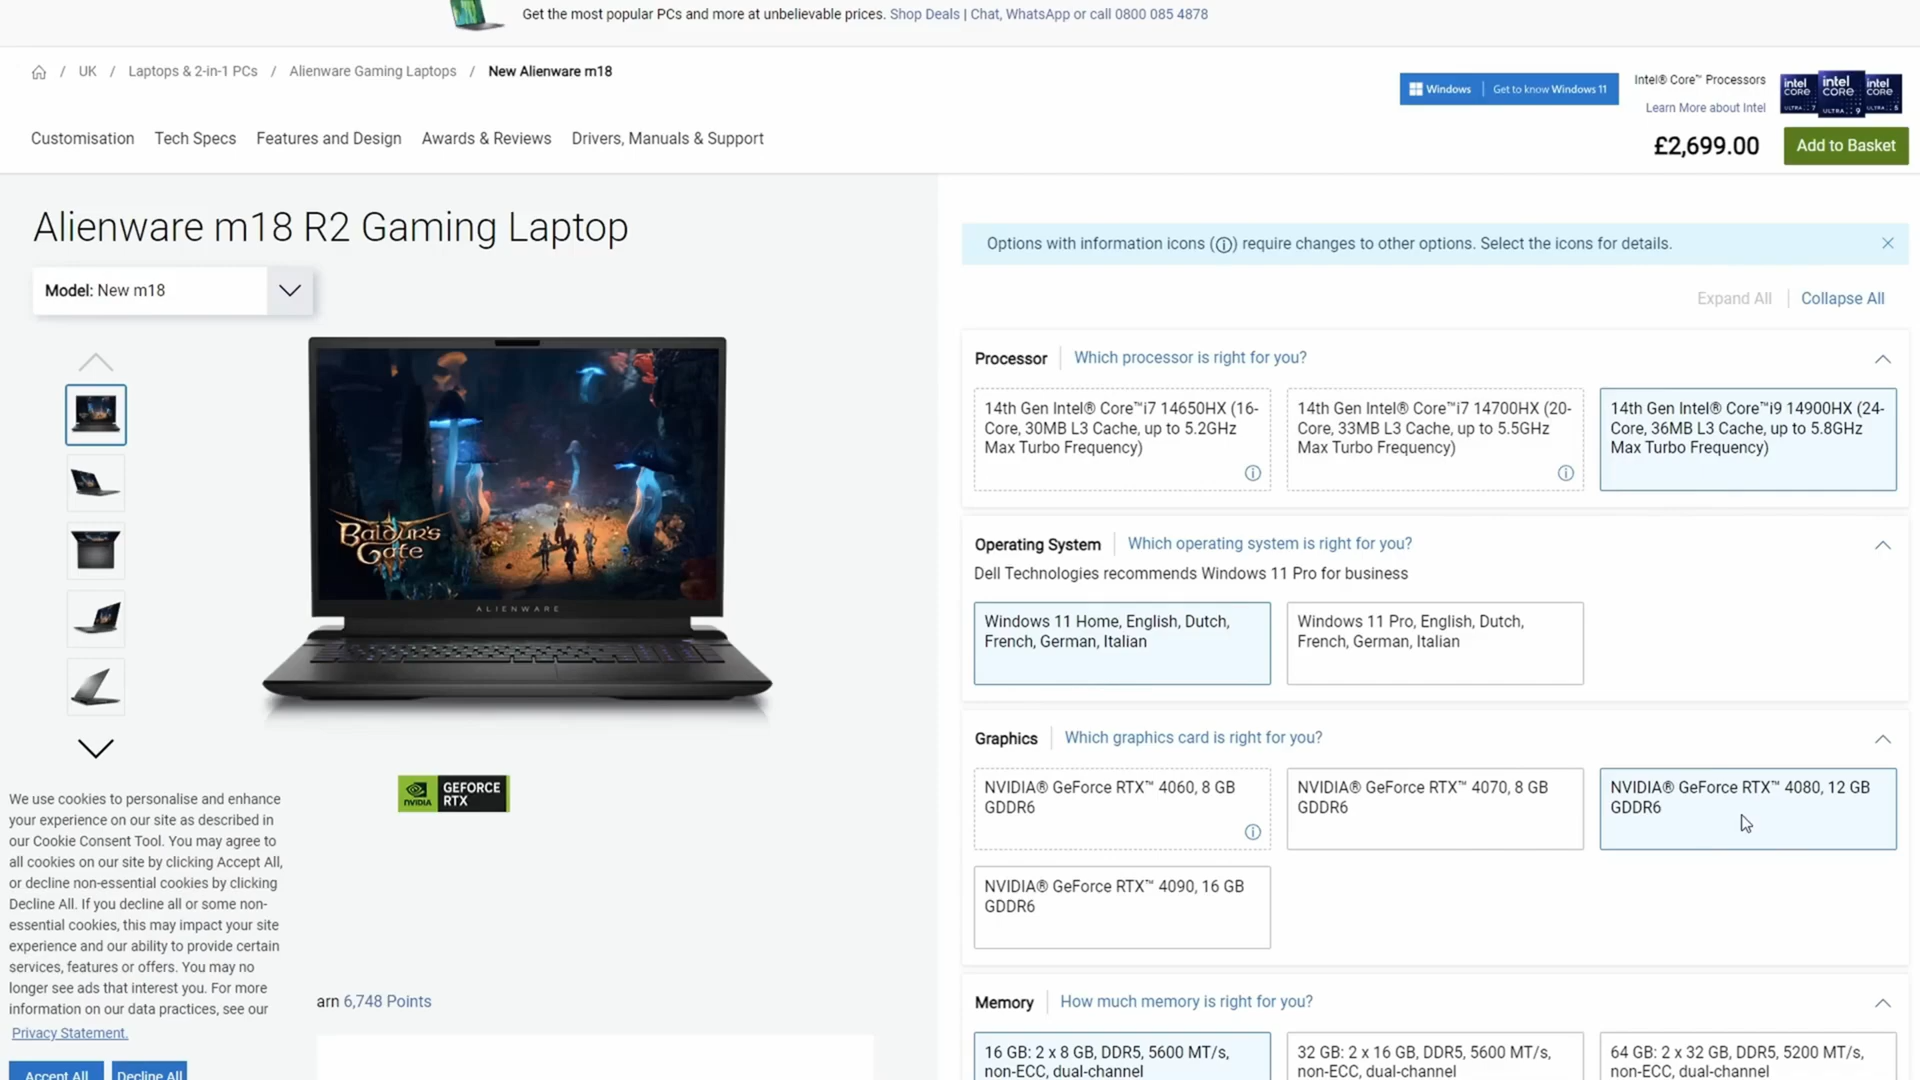 Get the most popular PCs and more at unbelievable prices. Shop Deals | Chat, WhatsApp or call 0800 085 4878
/ UK / Laptops & 2-in-1 PCs / Alienware Gaming Laptops / New Alienware m18
Windows Get to know Windows 11
Intel® Core™ Processors
Learn More about Intel
intel CORE ULTRA 7
intel CORE ULTRA 9
intel CORE ULTRA 5
Customisation Tech Specs Features and Design Awards & Reviews Drivers, Manuals & Support
£2,699.00
Add to Basket
Alienware m18 R2 Gaming Laptop
Model: New m18
BALDUR'S
GATE
ALIENWARE
NVIDIA
GEFORCE
RTX
We use cookies to personalise and enhance
your experience on our site as described in
our Cookie Consent Tool. You may agree to
all cookies on our site by clicking Accept All,
or decline non-essential cookies by clicking
Decline All. If you decline all or some non-
essential cookies, this may impact your site
experience and our ability to provide certain
services, features or offers. You may no
longer see ads that interest you. For more
information on our data practices, see our
Privacy Statement.
Accept All Decline All
arn 6,748 Points
Options with information icons (ⓘ) require changes to other options. Select the icons for details.
Expand All Collapse All
Processor Which processor is right for you?
14th Gen Intel® Core™i7 14650HX (16-
Core, 30MB L3 Cache, up to 5.2GHz
Max Turbo Frequency)
14th Gen Intel® Core™i7 14700HX (20-
Core, 33MB L3 Cache, up to 5.5GHz
Max Turbo Frequency)
14th Gen Intel® Core™i9 14900HX (24-
Core, 36MB L3 Cache, up to 5.8GHz
Max Turbo Frequency)
Operating System Which operating system is right for you?
Dell Technologies recommends Windows 11 Pro for business
Windows 11 Home, English, Dutch,
French, German, Italian
Windows 11 Pro, English, Dutch,
French, German, Italian
Graphics Which graphics card is right for you?
NVIDIA® GeForce RTX™ 4060, 8 GB
GDDR6
NVIDIA® GeForce RTX™ 4070, 8 GB
GDDR6
NVIDIA® GeForce RTX™ 4080, 12 GB
GDDR6
NVIDIA® GeForce RTX™ 4090, 16 GB
GDDR6
Memory How much memory is right for you?
16 GB: 2 x 8 GB, DDR5, 5600 MT/s,
non-ECC, dual-channel
32 GB: 2 x 16 GB, DDR5, 5600 MT/s,
non-ECC, dual-channel
64 GB: 2 x 32 GB, DDR5, 5200 MT/s,
non-ECC, dual-channel